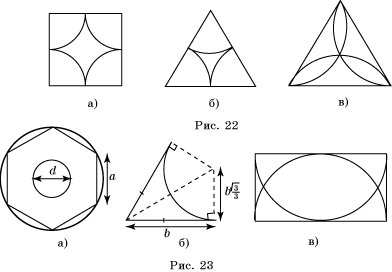 а) б) в)
Рис. 22
d a b b√3/3
а) б) в)
Рис. 23